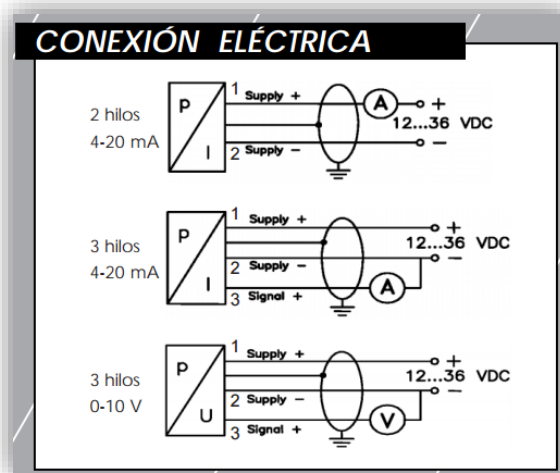 CONEXIÓN ELÉCTRICA
2 hilos
4-20 mA
P
I
1 Supply +
2 Supply -
A
+
12...36 VDC
-
3 hilos
4-20 mA
P
I
1 Supply +
2 Supply -
3 Signal +
+
12...36 VDC
-
A
3 hilos
0-10 V
P
U
1 Supply +
2 Supply -
3 Signal +
+
12...36 VDC
-
V